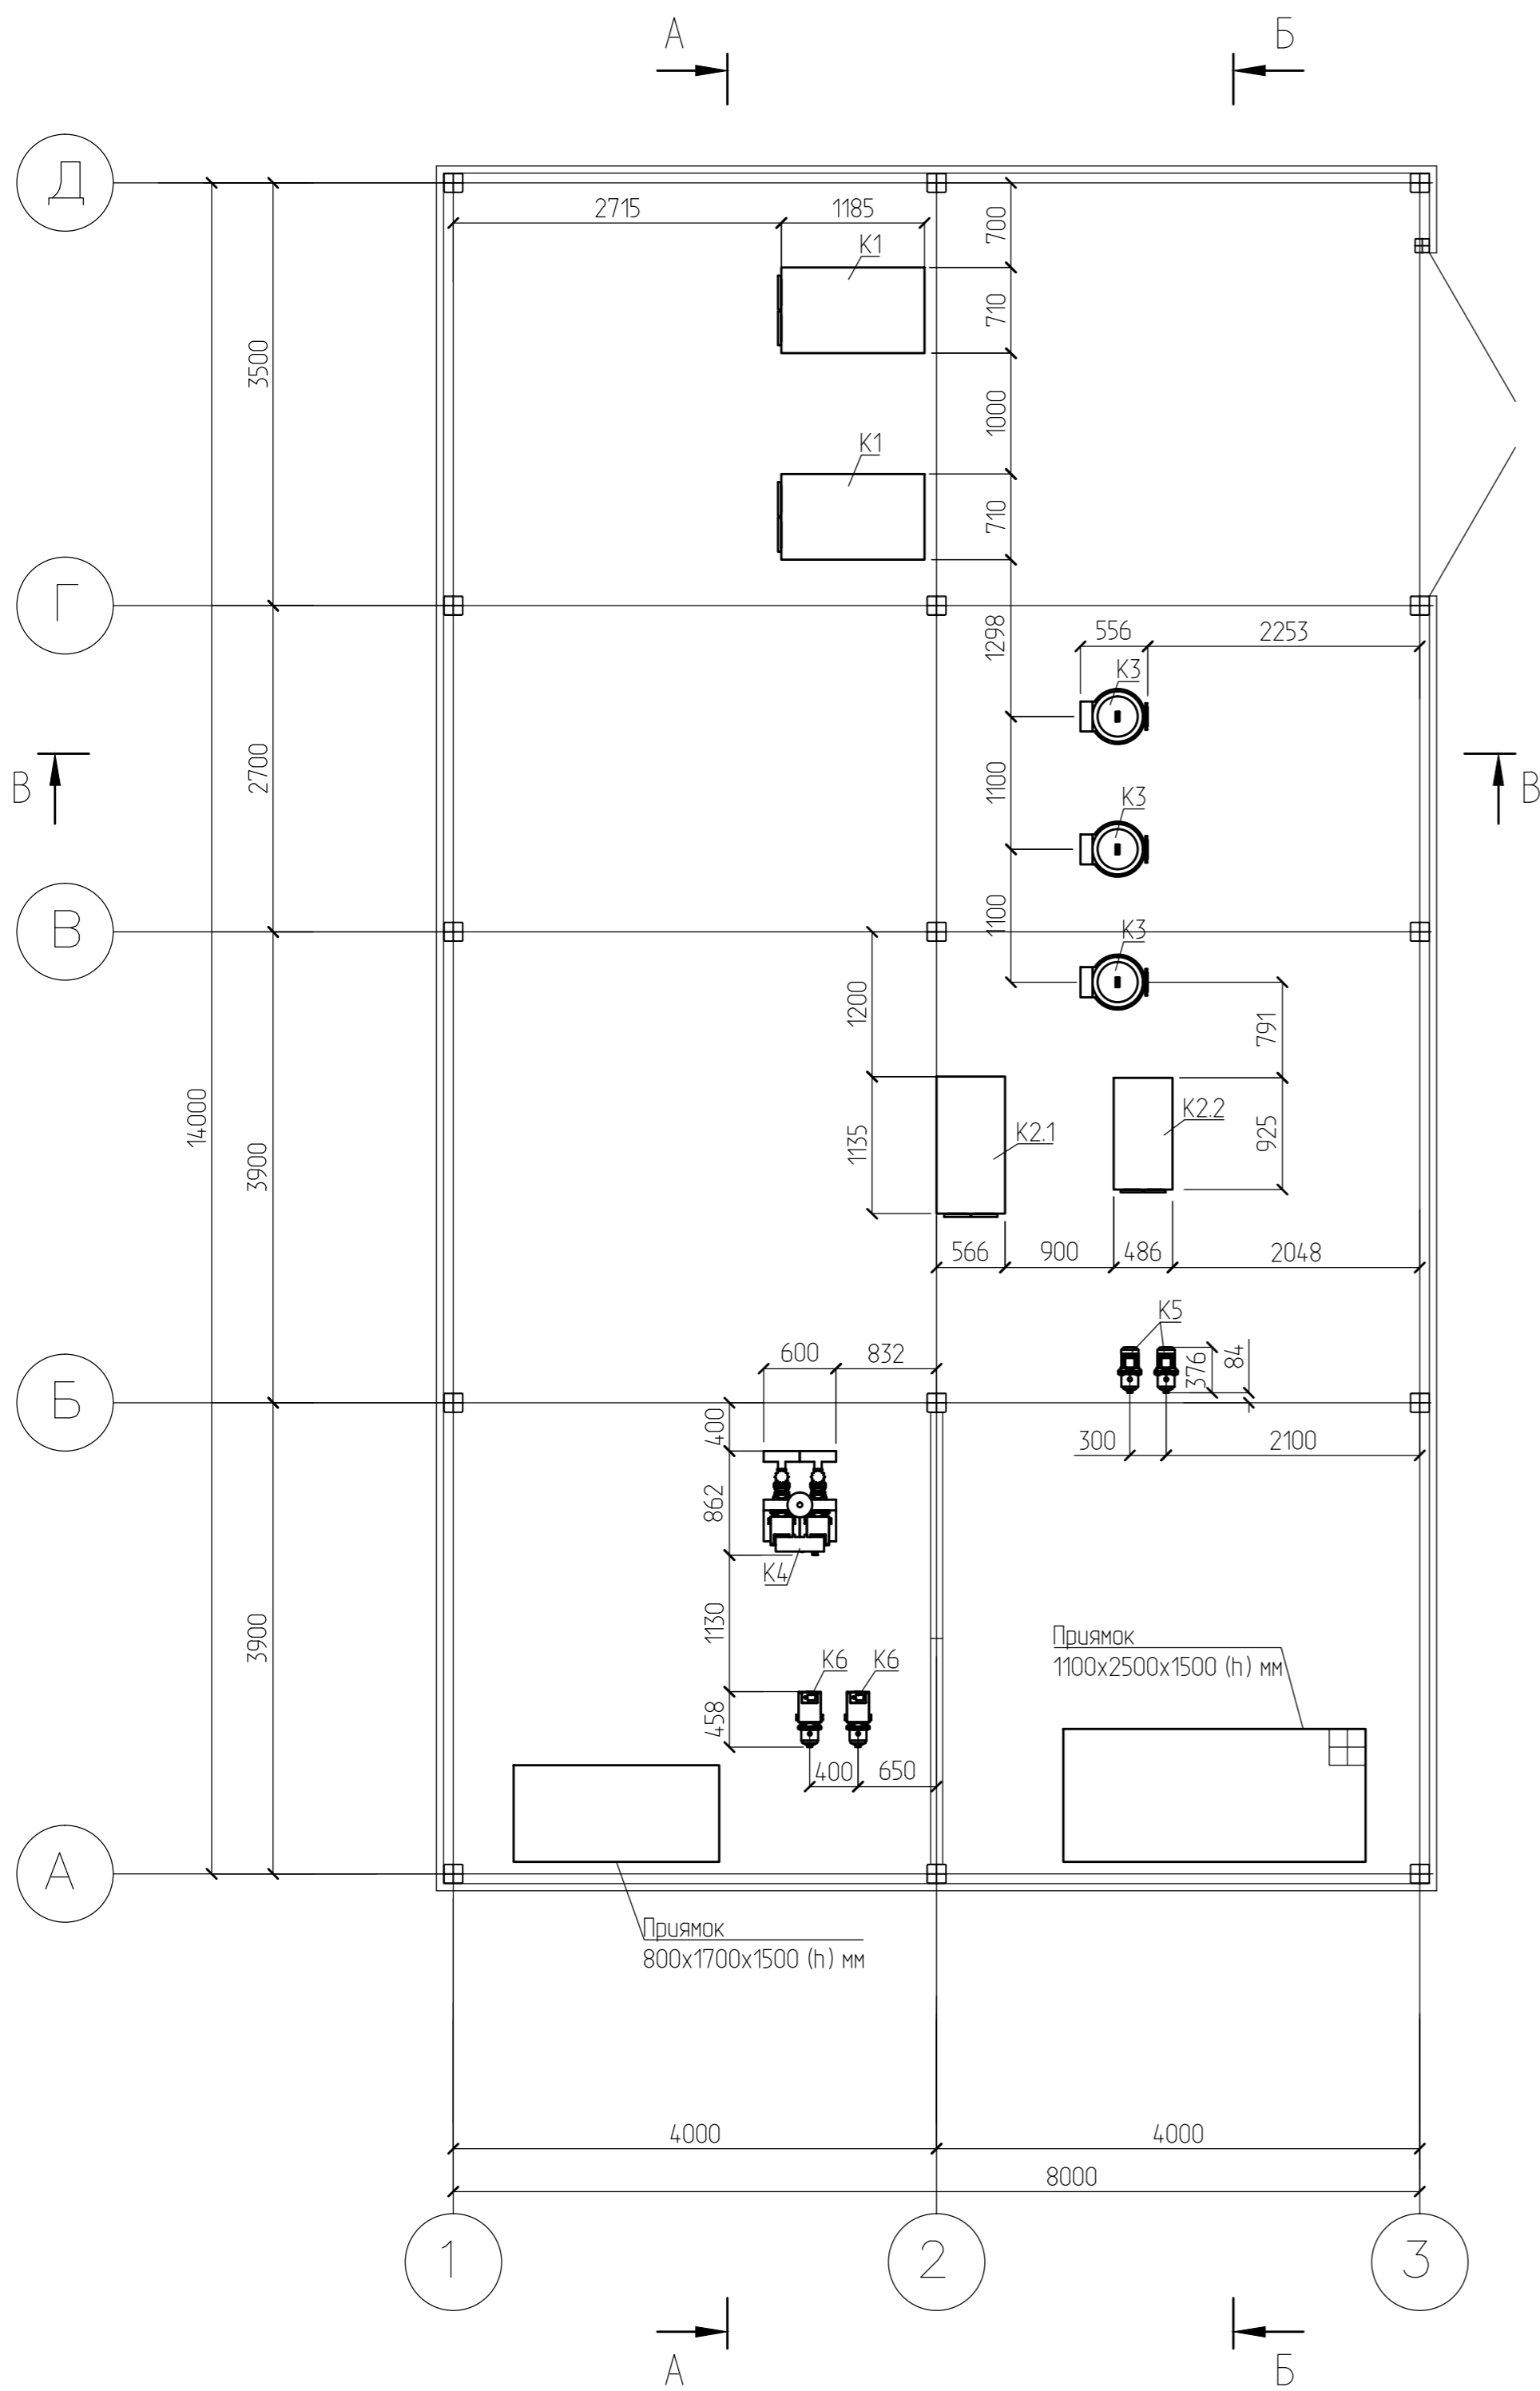 А
Б
Д
2715
1185
700
К1
710
3500
1000
К1
710
Г
1298
556
2253
К3
2700
В
В
1100
К3
В
1100
К3
1200
791
14000
3900
1135
К2.1
К2.2
925
566
900
486
2048
К5
600
832
376
84
Б
400
300
2100
862
К4
3900
1130
Приямок
1100х2500х1500 (h) мм
К6
К6
458
400
650
А
Приямок
800х1700х1500 (h) мм
4000
4000
8000
1
2
3
А
Б